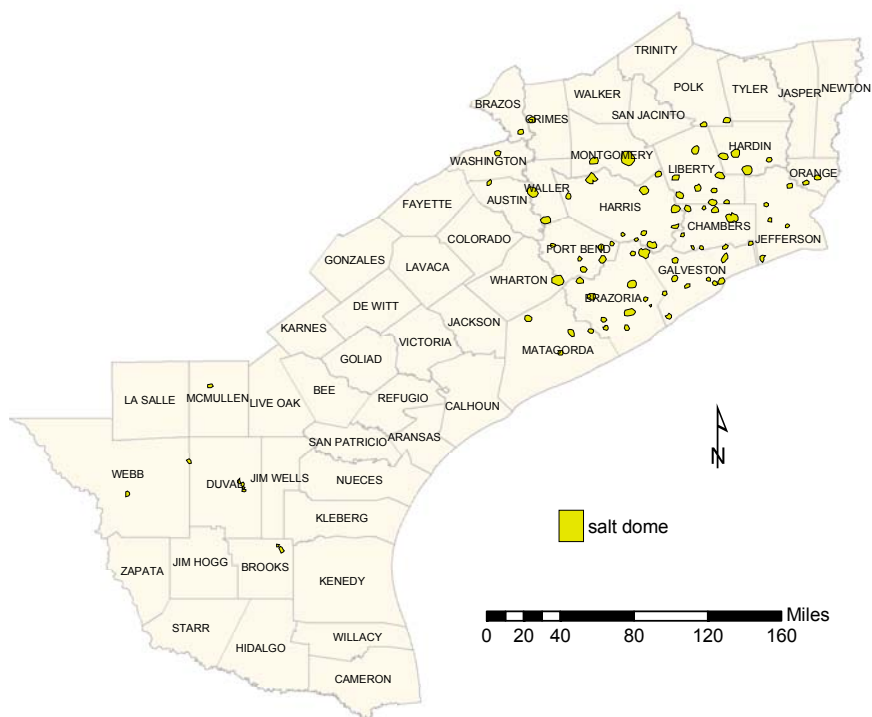 TRINITY
POLK
TYLER
JASPER
NEWTON
WALKER
BRAZOS
GRIMES
SAN JACINTO
HARDIN
MONTGOMERY
WASHINGTON
LIBERTY
ORANGE
WALLER
AUSTIN
HARRIS
FAYETTE
CHAMBERS
JEFFERSON
COLORADO
FORT BEND
GONZALES
LAVACA
GALVESTON
WHARTON
BRAZORIA
DE WITT
JACKSON
KARNES
VICTORIA
MATAGORDA
GOLIAD
BEE
LA SALLE
MCMULLEN
LIVE OAK
REFUGIO
CALHOUN
SAN PATRICIO
ARANSAS
N
WEBB
DUVAL
JIM WELLS
NUECES
KLEBERG
salt dome
JIM HOGG
BROOKS
ZAPATA
KENEDY
Miles
STARR
0 20 40 80 120 160
WILLACY
HIDALGO
CAMERON